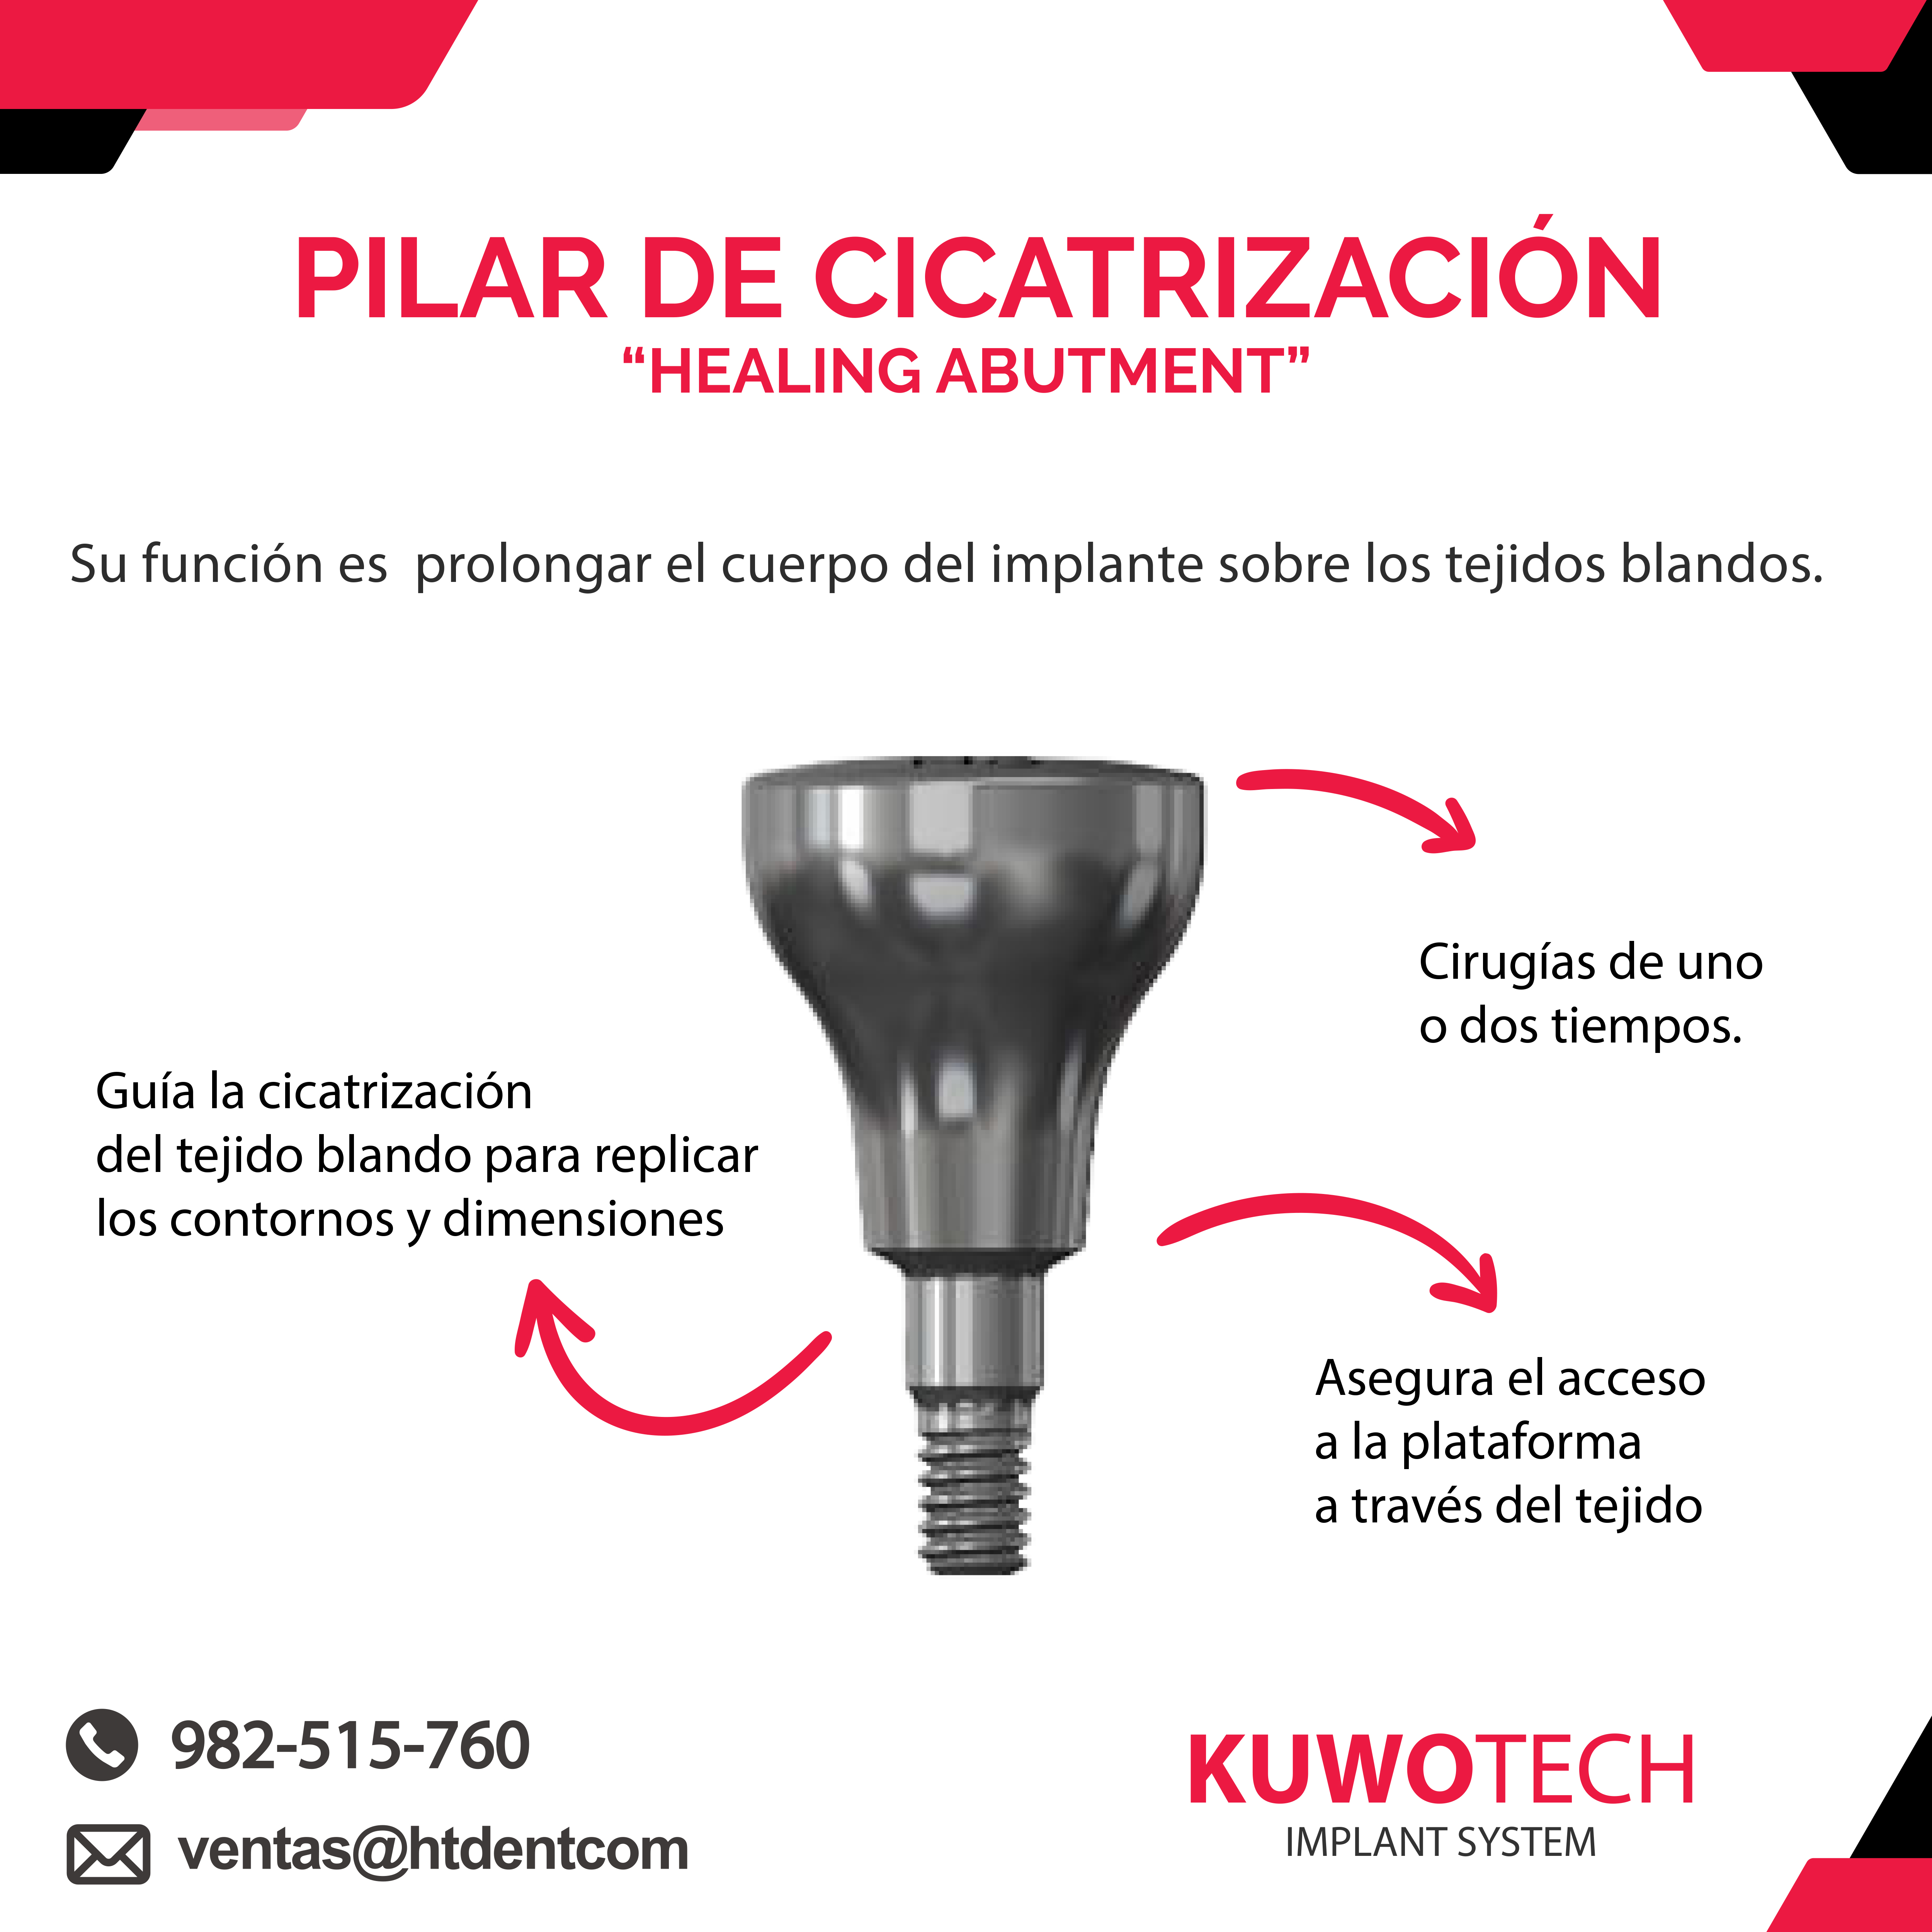 PILAR DE CICATRIZACIÓN
“HEALING ABUTMENT”
Su función es prolongar el cuerpo del implante sobre los tejidos blandos.
Cirugías de uno
o dos tiempos.
Guía la cicatrización
del tejido blando para replicar
los contornos y dimensiones
Asegura el acceso
a la plataforma
a través del tejido
982-515-760
ventas@htdentcom
KUWOTECH
IMPLANT SYSTEM